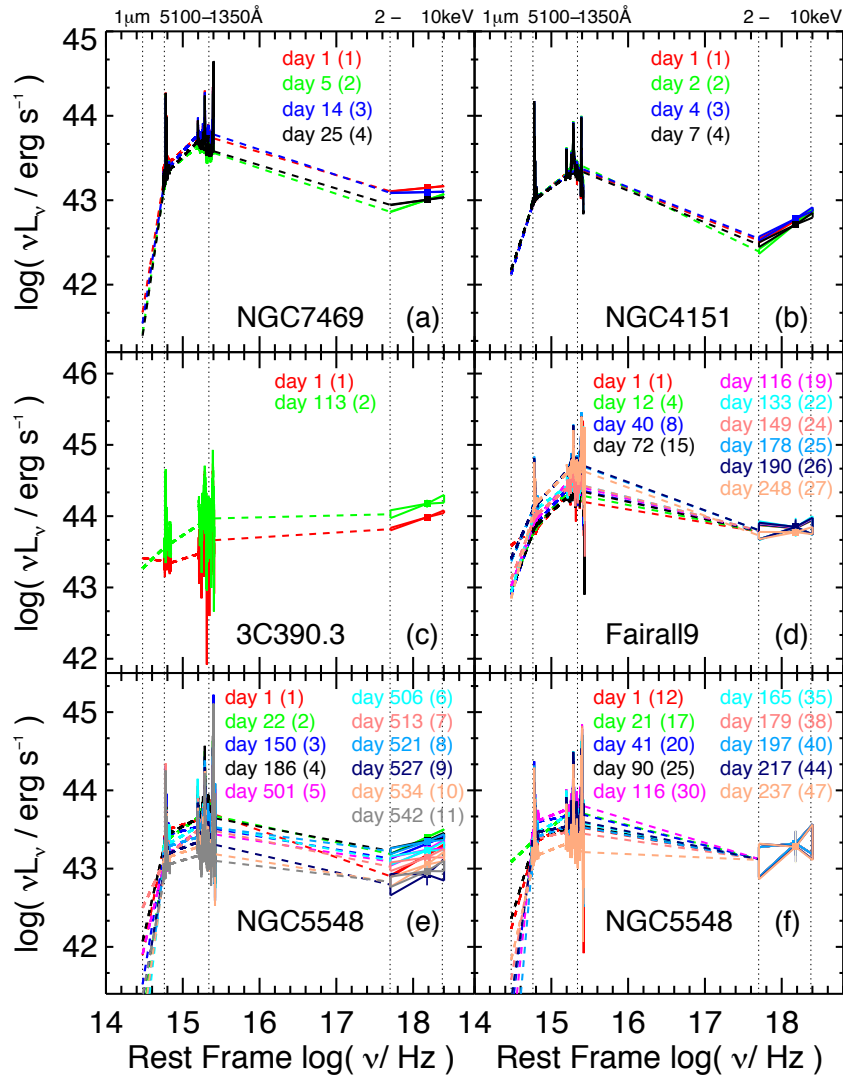 1μm 5100–1350Å 2 – 10keV 1μm 5100–1350Å 2 – 10keV
45
44
43
42
log( νLν / erg s⁻¹)
day 1 (1)
day 5 (2)
day 14 (3)
day 25 (4)
NGC7469 (a)
day 1 (1)
day 2 (2)
day 4 (3)
day 7 (4)
NGC4151 (b)
46
45
44
43
42
log( νLν / erg s⁻¹)
day 1 (1)
day 113 (2)
3C390.3 (c)
day 1 (1) day 116 (19)
day 12 (4) day 133 (22)
day 40 (8) day 149 (24)
day 72 (15) day 178 (25)
day 190 (26)
day 248 (27)
Fairall9 (d)
45
44
43
42
log( νLν / erg s⁻¹)
day 1 (1) day 506 (6)
day 22 (2) day 513 (7)
day 150 (3) day 521 (8)
day 186 (4) day 527 (9)
day 501 (5) day 534 (10)
day 542 (11)
NGC5548 (e)
day 1 (12) day 165 (35)
day 21 (17) day 179 (38)
day 41 (20) day 197 (40)
day 90 (25) day 217 (44)
day 116 (30) day 237 (47)
NGC5548 (f)
14 15 16 17 18 14 15 16 17 18
Rest Frame log( ν/ Hz ) Rest Frame log( ν/ Hz )